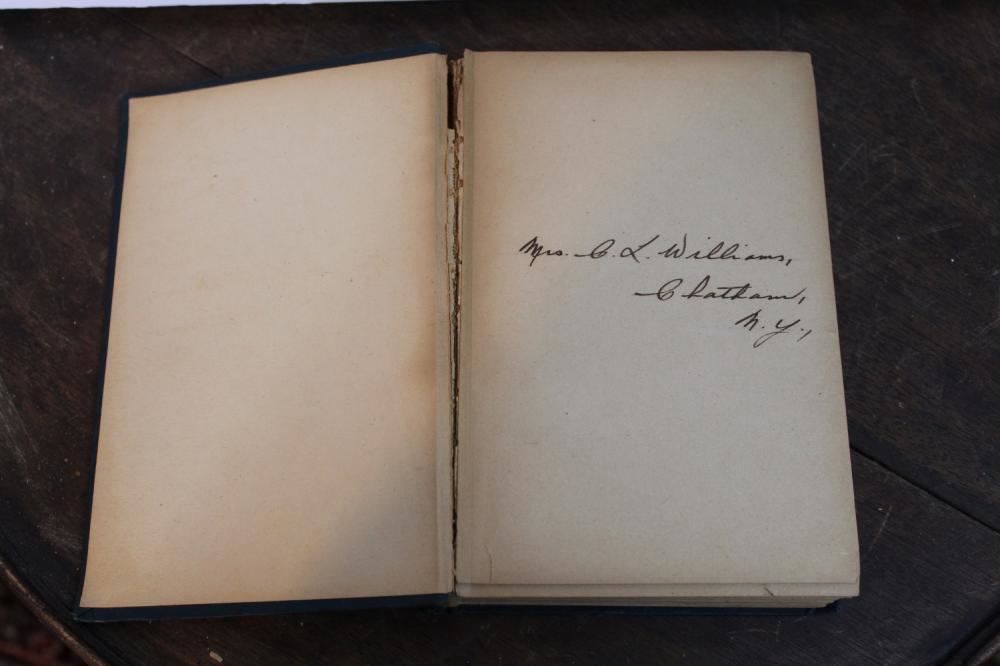 Mrs. C. L. Williams,
Chatham,
N.Y.,